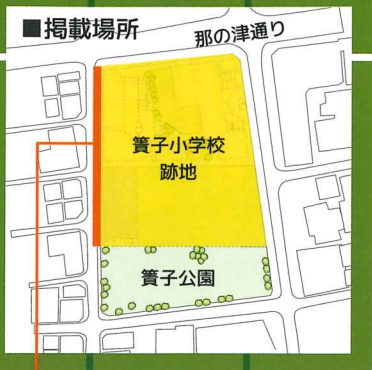 ■掲載場所
那の津通り
簀子小学校
跡地
簀子公園